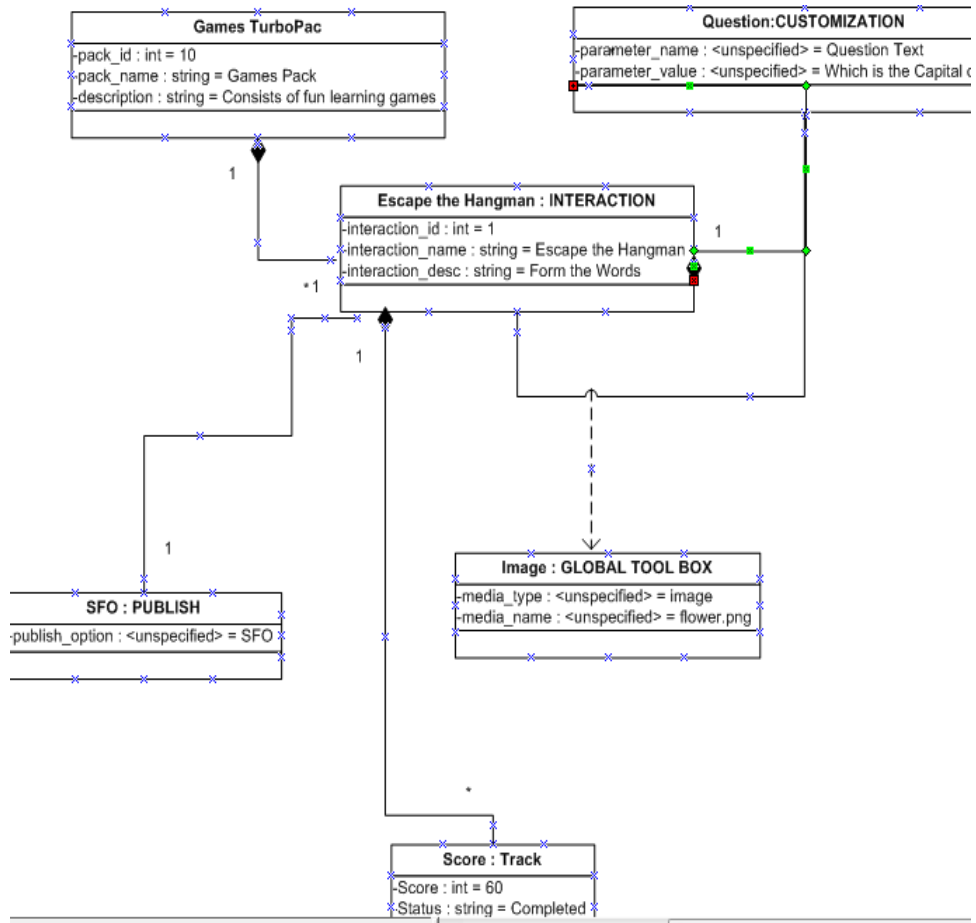 Games TurboPac
-pack_id : int = 10
-pack_name : string = Games Pack
-description : string = Consists of fun learning games
Question:CUSTOMIZATION
-parameter_name : <unspecified> = Question Text
-parameter_value : <unspecified> = Which is the Capital
1
Escape the Hangman : INTERACTION
-interaction_id : int = 1
-interaction_name : string = Escape the Hangman
-interaction_desc : string = Form the Words
1
*1
1
1
Image : GLOBAL TOOL BOX
-media_type : <unspecified> = image
-media_name : <unspecified> = flower.png
SFO : PUBLISH
-publish_option : <unspecified> = SFO
*
Score : Track
-Score : int = 60
-Status : string = Completed